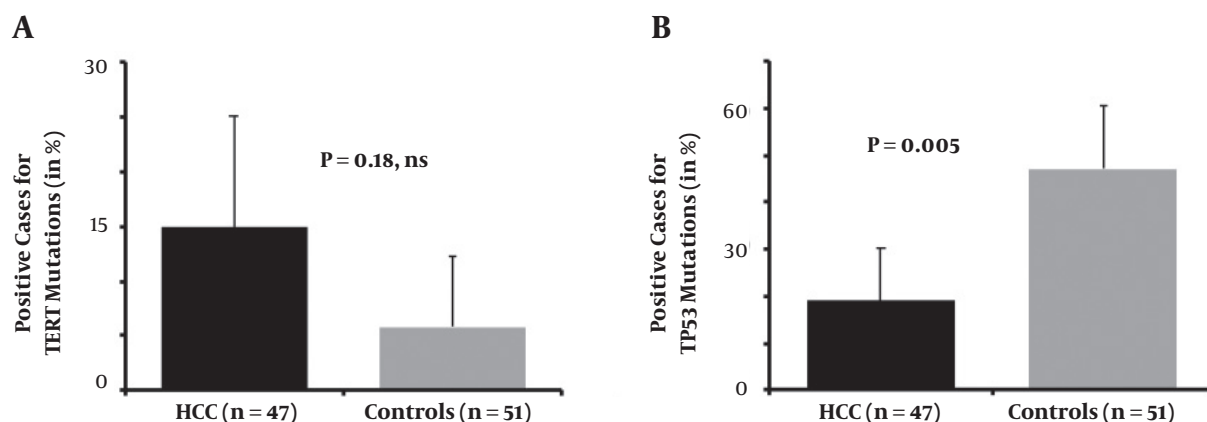 A
Positive Cases for
TERT Mutations (in %)
30
15
0
P = 0.18, ns
HCC (n = 47)
Controls (n = 51)
B
Positive Cases for
TP53 Mutations (in %)
60
30
0
P = 0.005
HCC (n = 47)
Controls (n = 51)